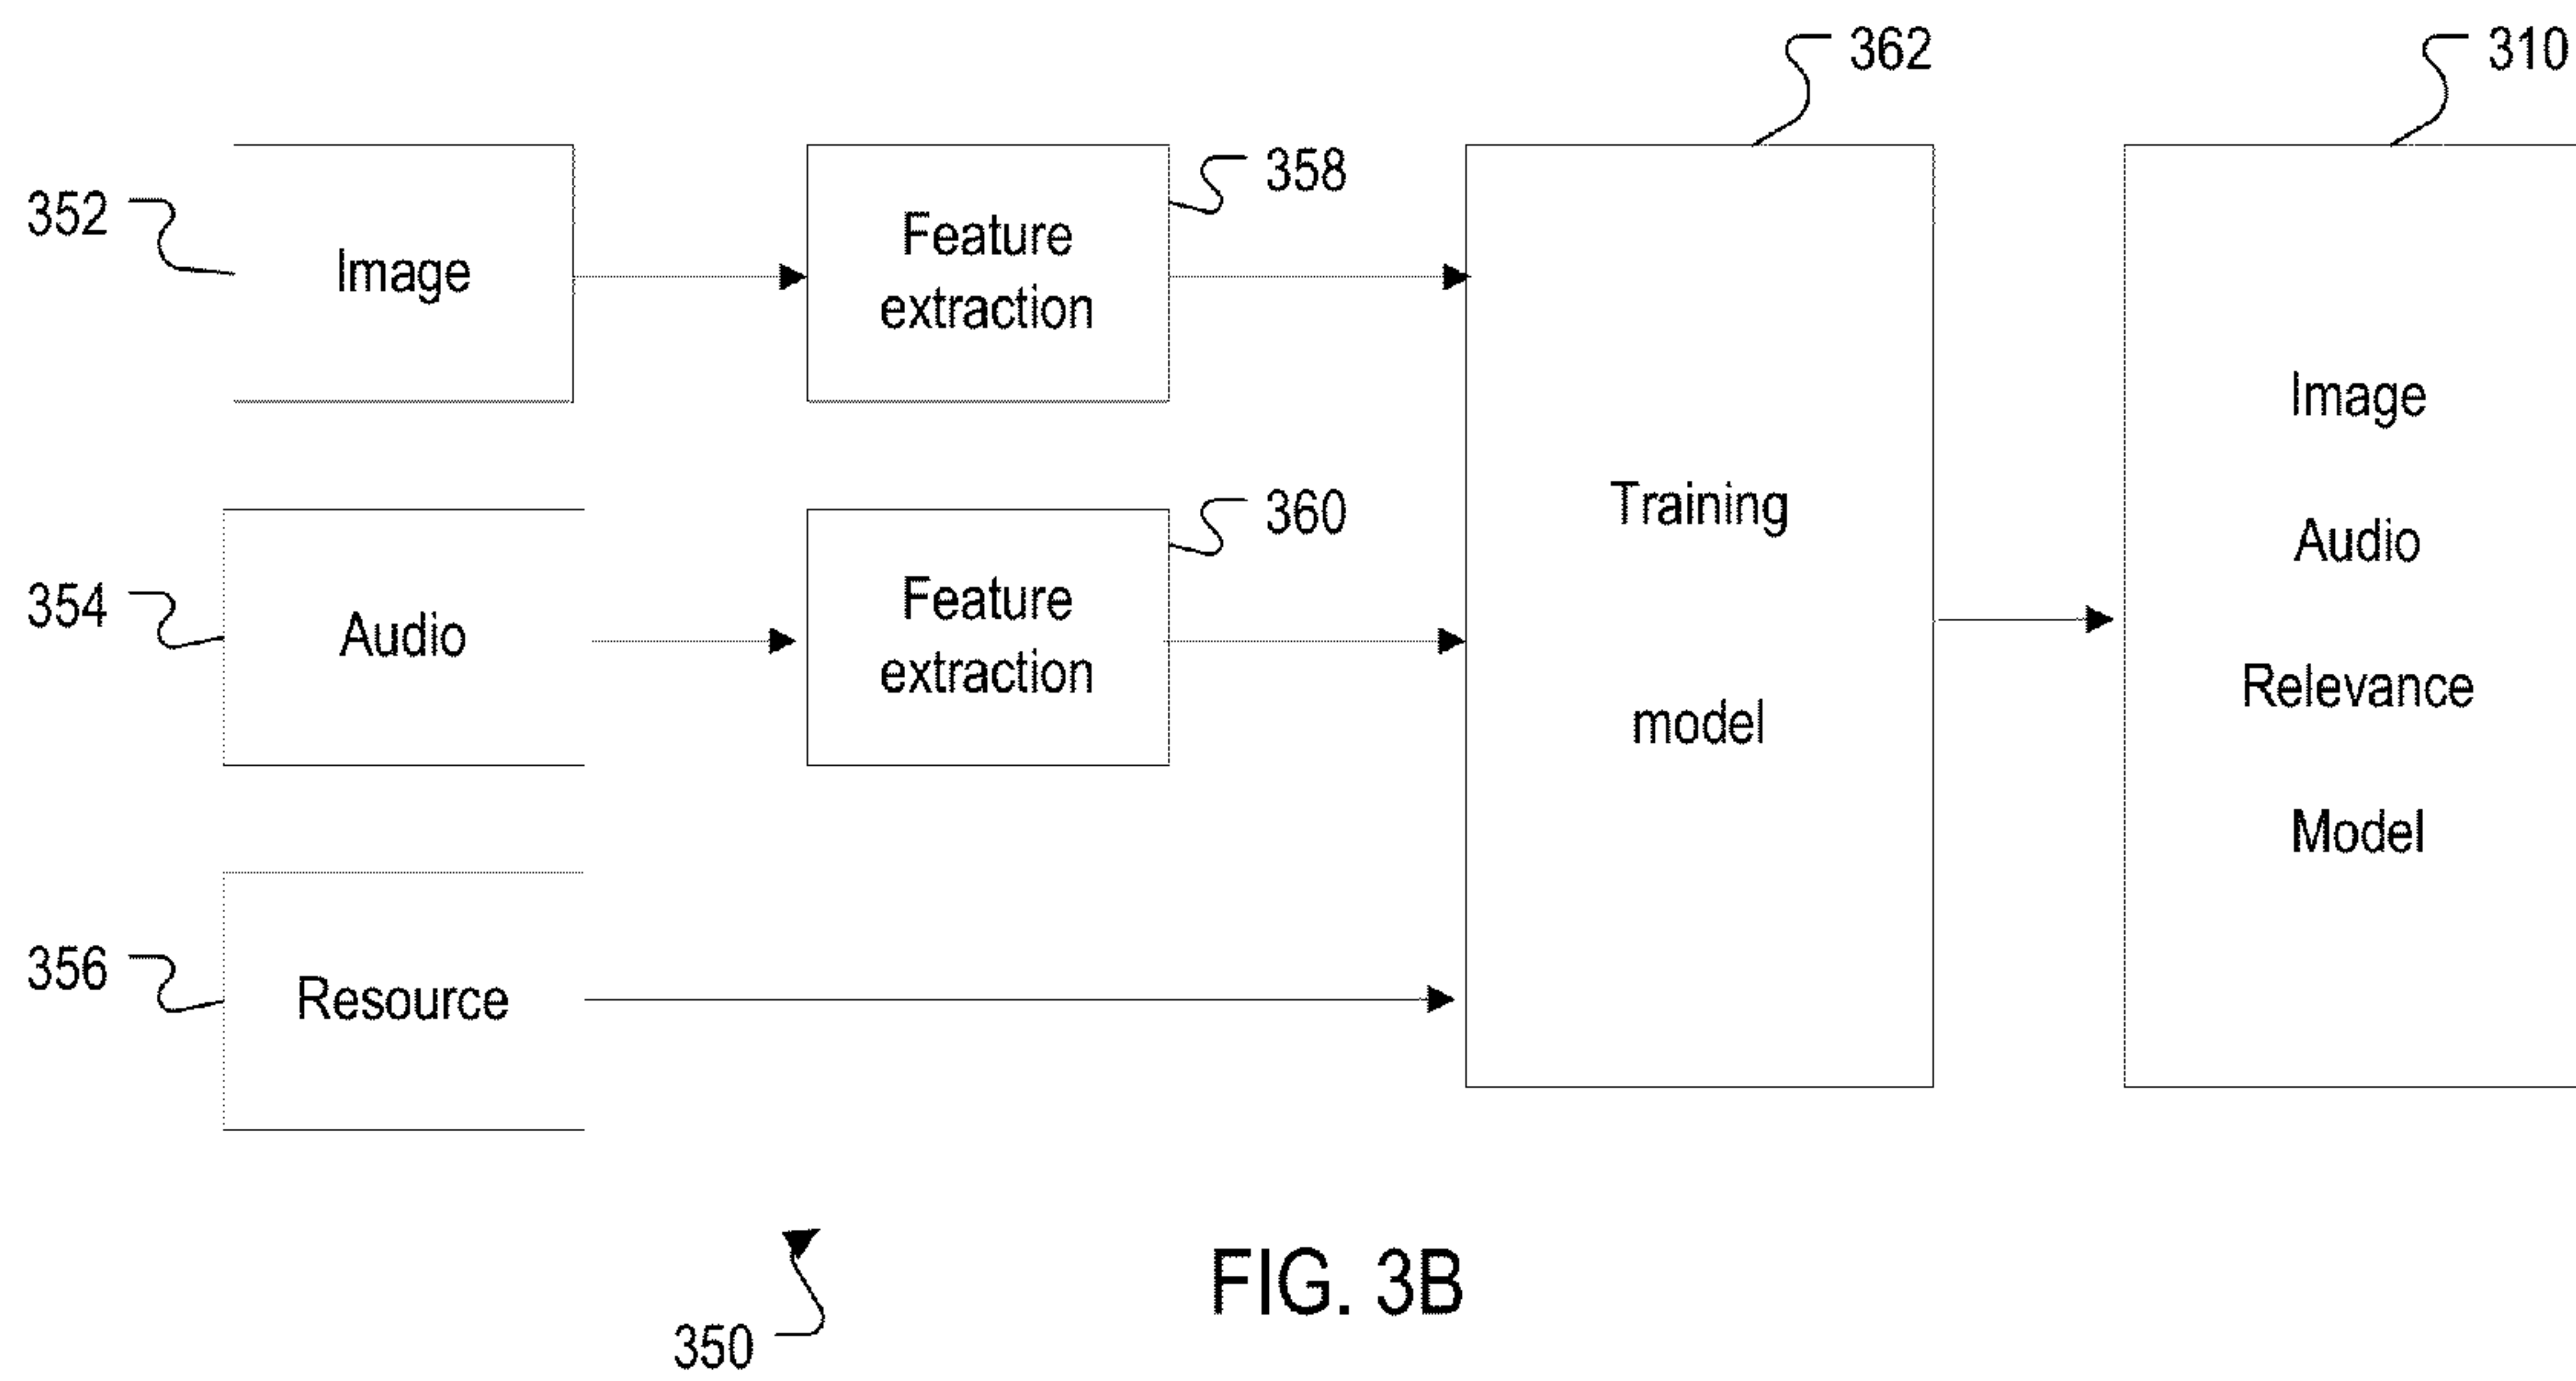 362
310
352
Image
Feature
extraction
358
354
Audio
Feature
extraction
360
Training
model
Image
Audio
Relevance
Model
356
Resource
350
FIG. 3B